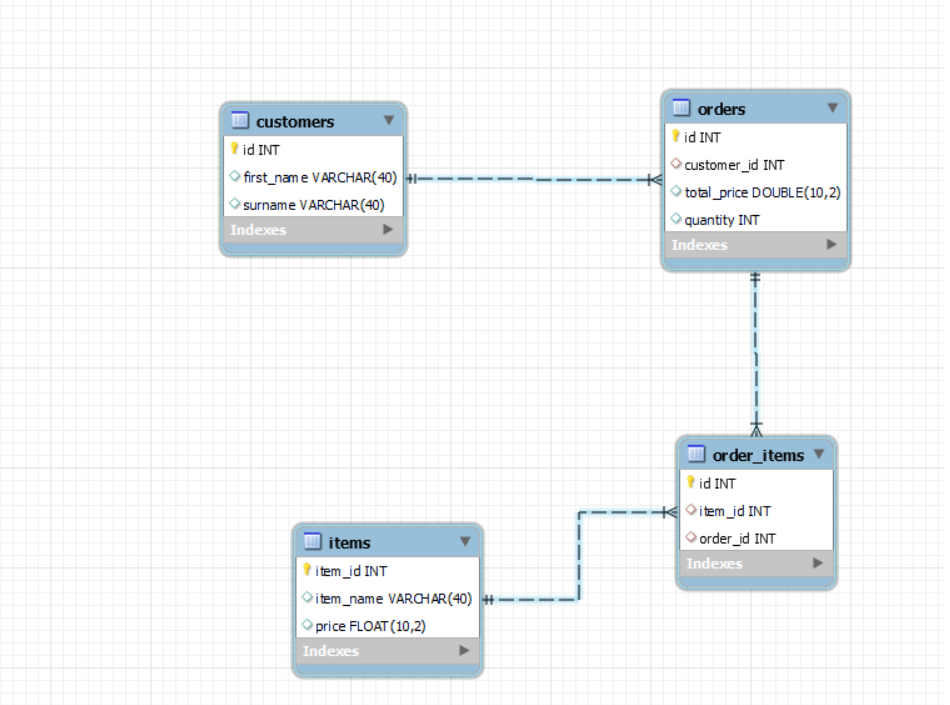 customers
id INT
first_name VARCHAR(40)
surname VARCHAR(40)
Indexes
orders
id INT
customer_id INT
total_price DOUBLE(10,2)
quantity INT
Indexes
order_items
id INT
item_id INT
order_id INT
Indexes
items
item_id INT
item_name VARCHAR(40)
price FLOAT(10,2)
Indexes